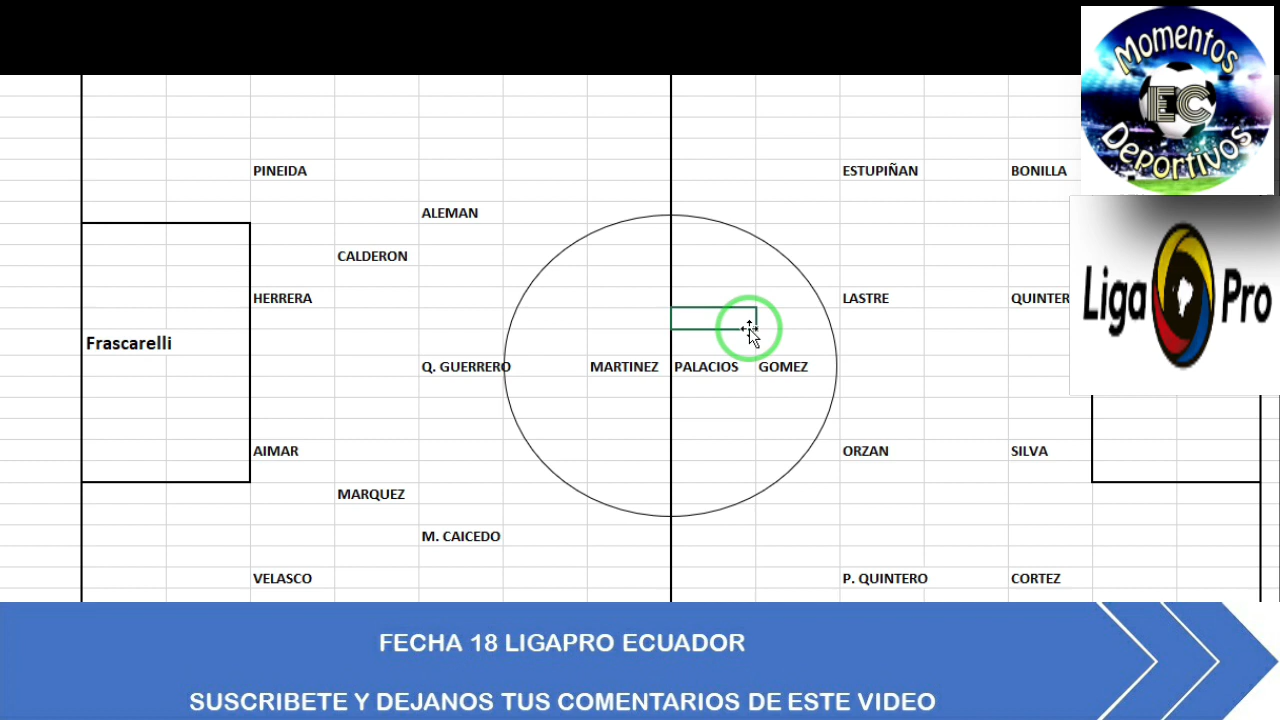 Momentos
EC
Deportivos
PINEIDA
ESTUPIÑAN
BONILLA
ALEMAN
CALDERON
HERRERA
LASTRE
QUINTER
Liga Pro
Frascarelli
Q. GUERRERO
MARTINEZ
PALACIOS
GOMEZ
AIMAR
ORZAN
SILVA
MARQUEZ
M. CAICEDO
VELASCO
P. QUINTERO
CORTEZ
FECHA 18 LIGAPRO ECUADOR
SUSCRIBETE Y DEJANOS TUS COMENTARIOS DE ESTE VIDEO